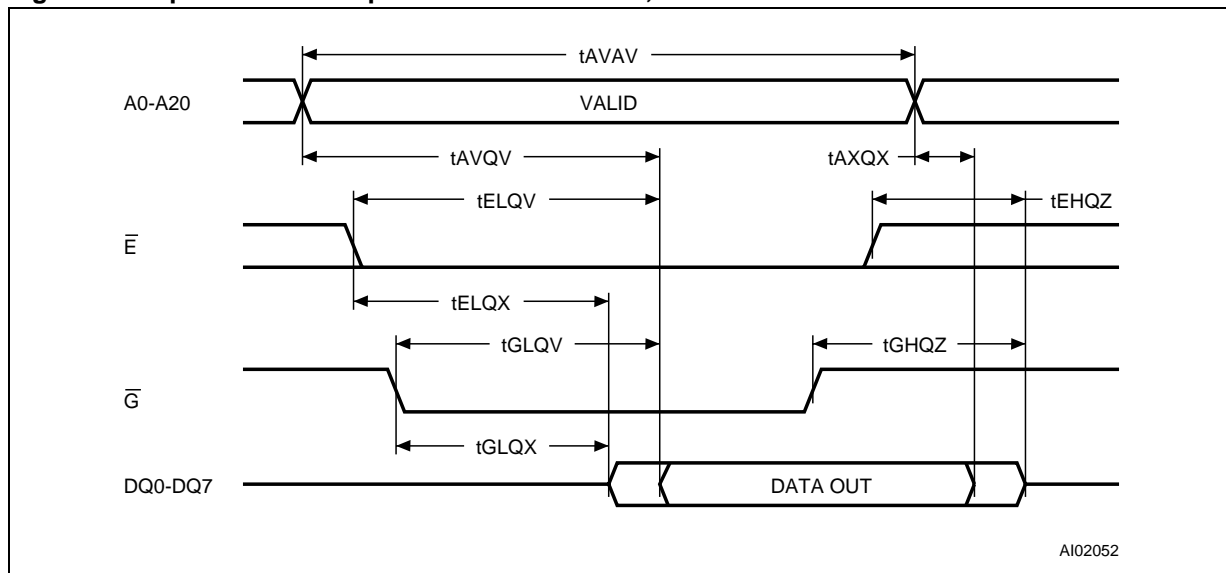 tAVAV
A0-A20
VALID
tAVQV
tAXQX
tELQV
tEHQZ
E̅
tELQX
tGLQV
tGHQZ
G̅
tGLQX
DQ0-DQ7
DATA OUT
AI02052